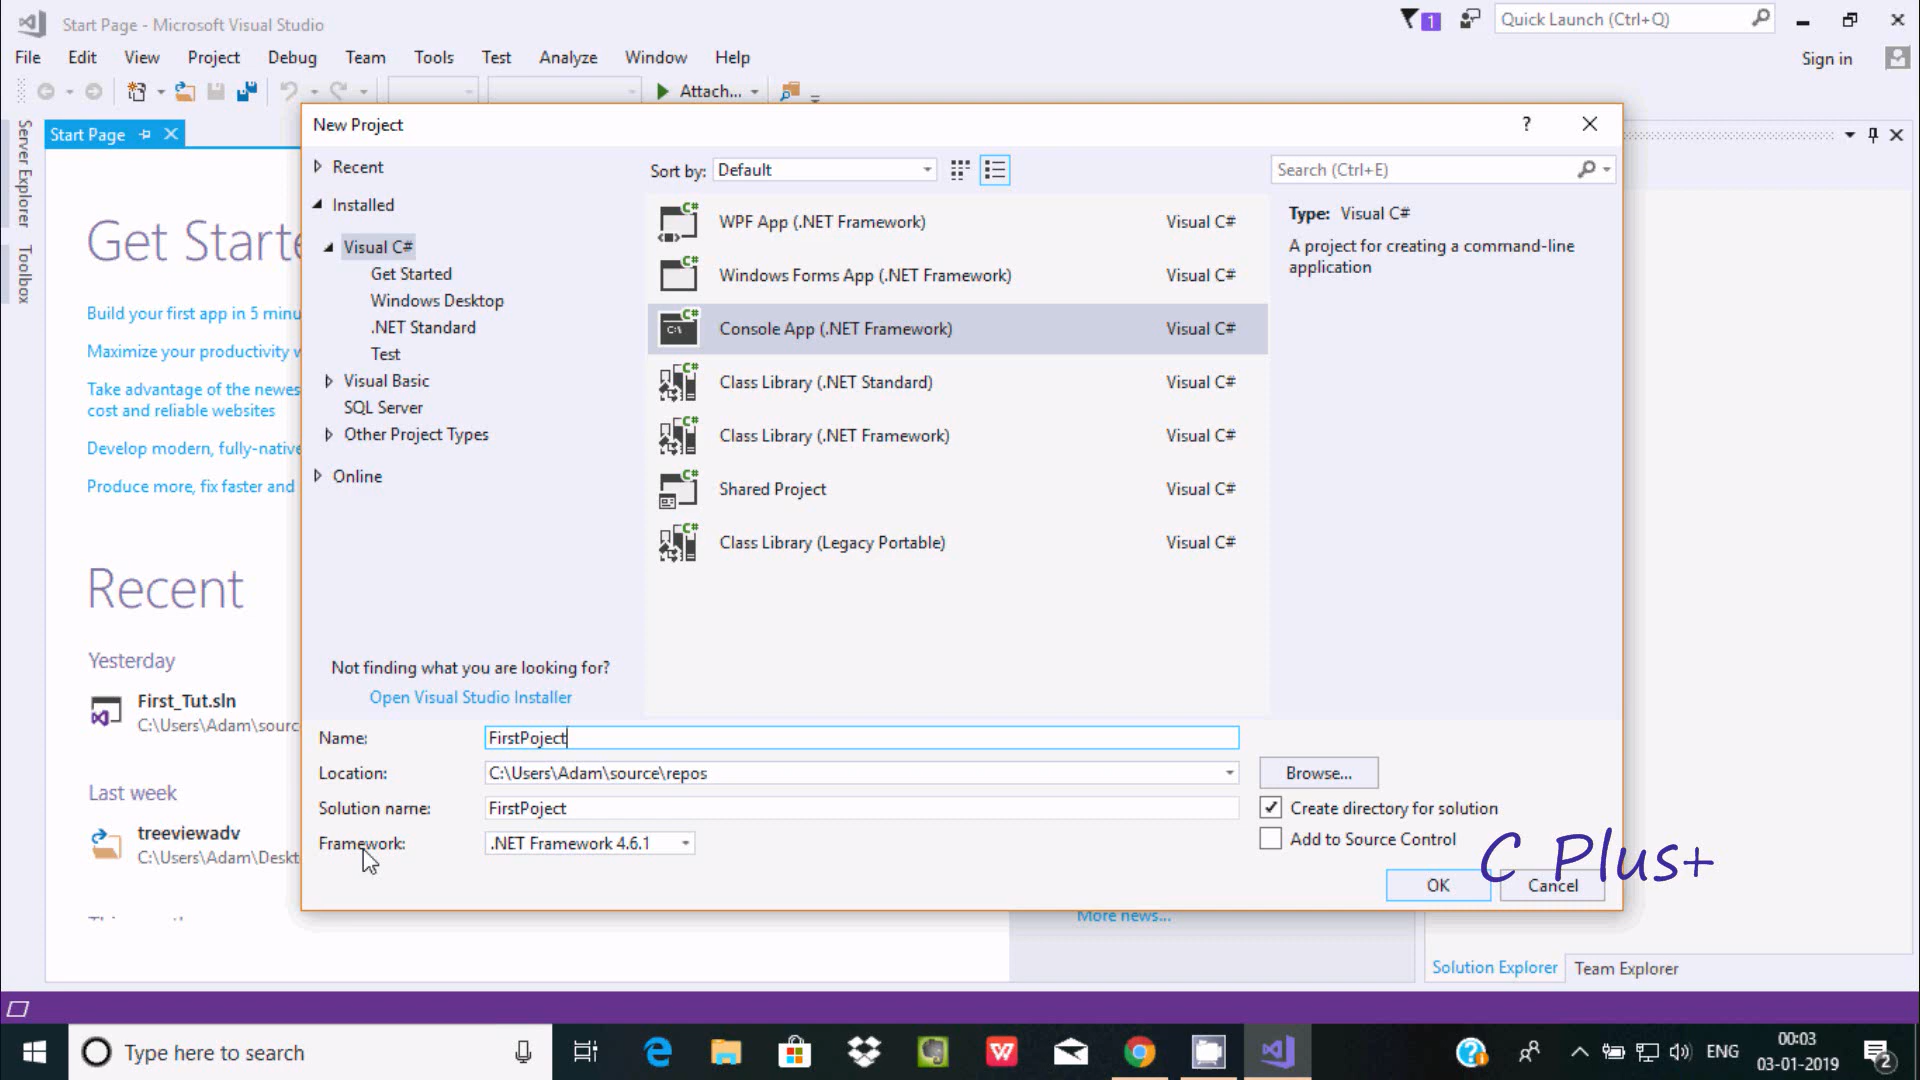 Start Page - Microsoft Visual Studio
1
Quick Launch (Ctrl+Q)
File Edit View Project Debug Team Tools Test Analyze Window Help
Sign in
Attach...
Server Explorer
Toolbox
Start Page
New Project
?
Recent
Installed
Visual C#
Get Started
Windows Desktop
.NET Standard
Test
Visual Basic
SQL Server
Other Project Types
Online
Not finding what you are looking for?
Open Visual Studio Installer
Sort by: Default
Search (Ctrl+E)
WPF App (.NET Framework) Visual C#
Windows Forms App (.NET Framework) Visual C#
Console App (.NET Framework) Visual C#
Class Library (.NET Standard) Visual C#
Class Library (.NET Framework) Visual C#
Shared Project Visual C#
Class Library (Legacy Portable) Visual C#
Type: Visual C#
A project for creating a command-line
application
Name: FirstPoject
Location: C:\Users\Adam\source\repos
Browse...
Solution name: FirstPoject
Create directory for solution
Framework: .NET Framework 4.6.1
Add to Source Control
OK Cancel
C Plus+
Get Starte
Build your first app in 5 minu
Maximize your productivity
Take advantage of the newes
cost and reliable websites
Develop modern, fully-native
Produce more, fix faster and
Recent
Yesterday
First_Tut.sln
C:\Users\Adam\sourc
Last week
treeviewadv
C:\Users\Adam\Deskt
More news...
Solution Explorer Team Explorer
Type here to search
ENG
00:03
03-01-2019
2